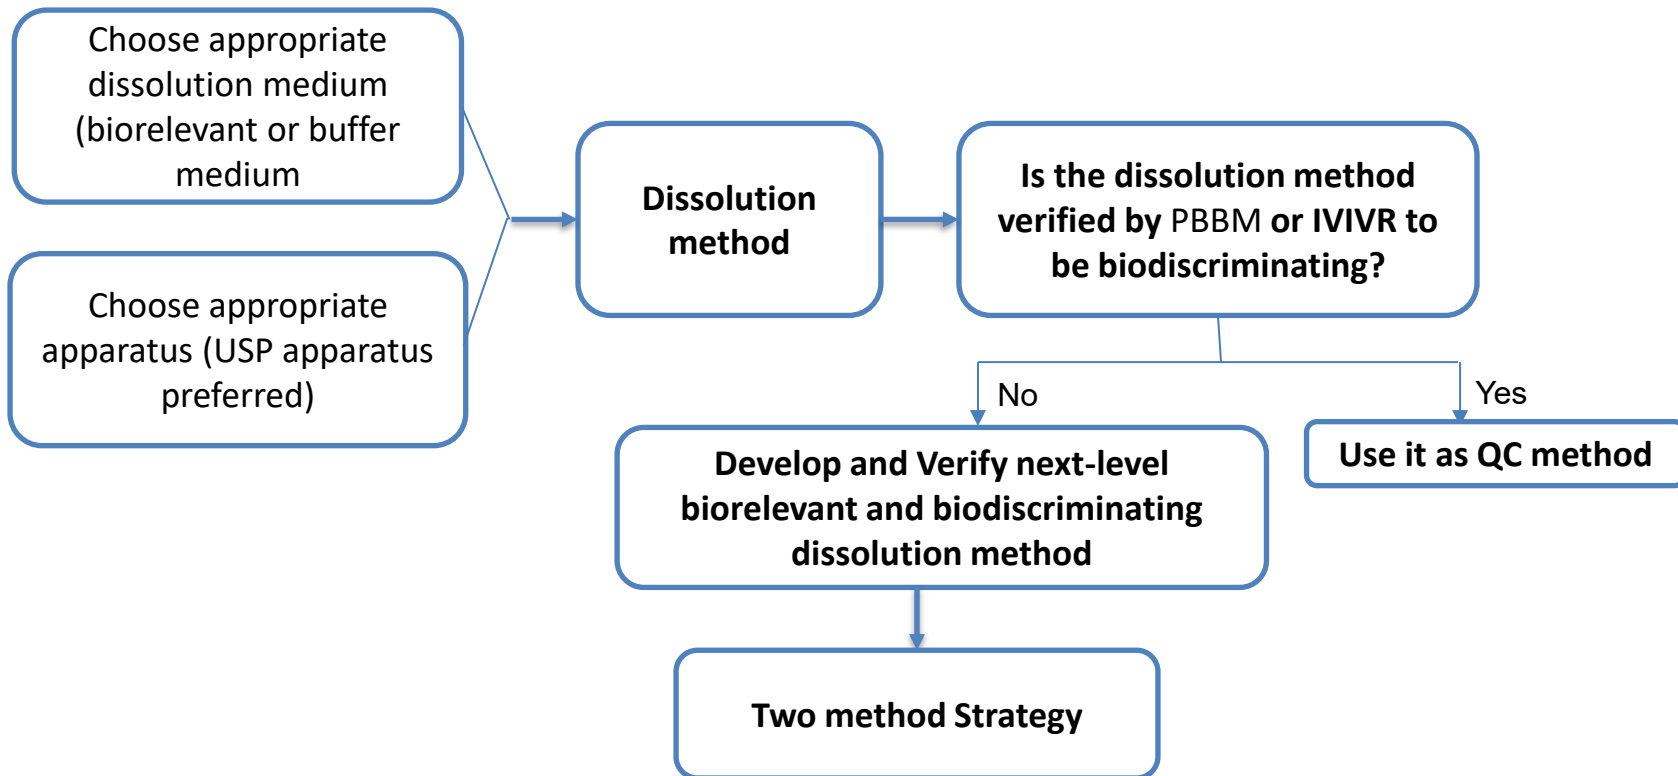 Choose appropriate
dissolution medium
(biorelevant or buffer
medium
Choose appropriate
apparatus (USP apparatus
preferred)
Dissolution
method
Is the dissolution method
verified by PBBM or IVIVR to
be biodiscriminating?
No
Yes
Develop and Verify next-level
biorelevant and biodiscriminating
dissolution method
Use it as QC method
Two method Strategy